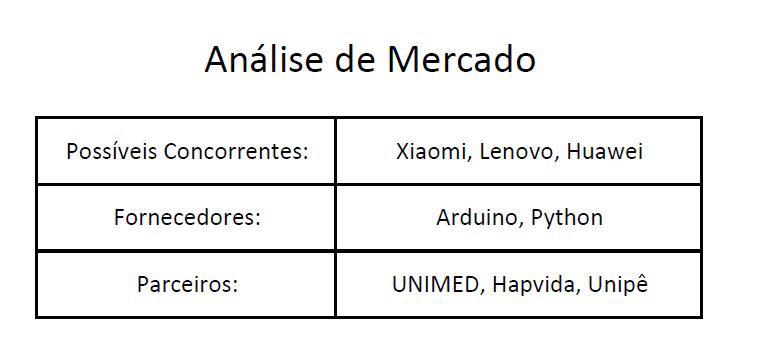 Análise de Mercado
Possíveis Concorrentes: Xiaomi, Lenovo, Huawei
Fornecedores: Arduino, Python
Parceiros: UNIMED, Hapvida, Unipê